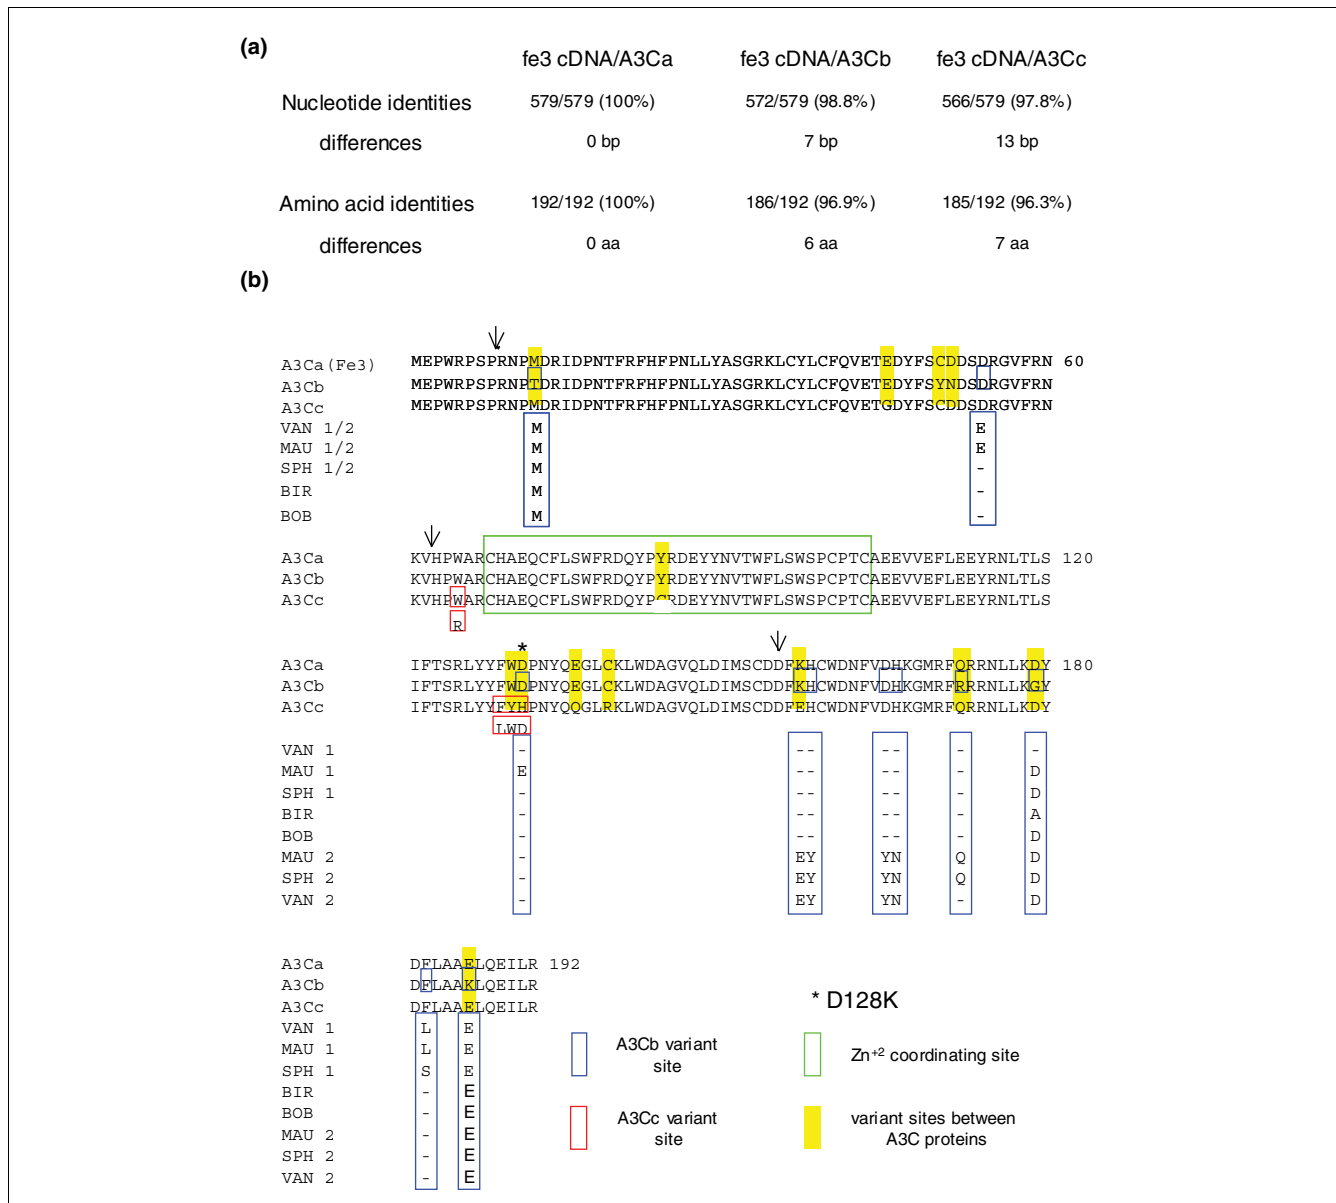 (a)
fe3 cDNA/A3Ca fe3 cDNA/A3Cb fe3 cDNA/A3Cc
Nucleotide identities 579/579 (100%) 572/579 (98.8%) 566/579 (97.8%)
differences 0 bp 7 bp 13 bp
Amino acid identities 192/192 (100%) 186/192 (96.9%) 185/192 (96.3%)
differences 0 aa 6 aa 7 aa
(b)
A3Ca(Fe3) MEPWRPSPRNPMDRIDPNTFRFHFPNLLYASGRKLCYLCFQVETEDYFSCDDSDRGVFRN 60
A3Cb MEPWRPSPRNPTDRIDPNTFRFHFPNLLYASGRKLCYLCFQVETEDYFSYNDSDRGVFRN
A3Cc MEPWRPSPRNPMDRIDPNTFRFHFPNLLYASGRKLCYLCFQVETGDYFSCDDSDRGVFRN
VAN 1/2 M E
MAU 1/2 M E
SPH 1/2 M -
BIR M -
BOB M -
A3Ca KVHPWARCHAEQCFLSWFRDQYPYRDEYYNVTWFLSWSPCPTCAEEVVEFLEEYRNLTLS 120
A3Cb KVHPWARCHAEQCFLSWFRDQYPYRDEYYNVTWFLSWSPCPTCAEEVVEFLEEYRNLTLS
A3Cc KVHPWARCHAEQCFLSWFRDQYPCRDEYYNVTWFLSWSPCPTCAEEVVEFLEEYRNLTLS
R
*
A3Ca IFTSRLYYFWDPNYQEGLCKLWDAGVQLDIMSCDDFKHCWDNFVDHKGMRFQRRNLLKDY 180
A3Cb IFTSRLYYFWDPNYQEGLCKLWDAGVQLDIMSCDDFKHCWDNFVDHKGMRFRRRNLLKGY
A3Cc IFTSRLYYFYHPNYQQGLRKLWDAGVQLDIMSCDDFEHCWDNFVDHKGMRFQRRNLLKDY
LWD
VAN 1 - -- -- - -
MAU 1 E -- -- - D
SPH 1 - -- -- - D
BIR - -- -- - A
BOB - -- -- - D
MAU 2 - EY YN Q D
SPH 2 - EY YN Q D
VAN 2 - EY YN - D
A3Ca DFLAAELQEILR 192
A3Cb DFLAAKLQEILR
A3Cc DFLAAELQEILR
VAN 1 L E
MAU 1 L E
SPH 1 S E
BIR - E
BOB - E
MAU 2 - E
SPH 2 - E
VAN 2 - E
* D128K
A3Cb variant
site
Zn+2 coordinating site
A3Cc variant
site
variant sites between
A3C proteins